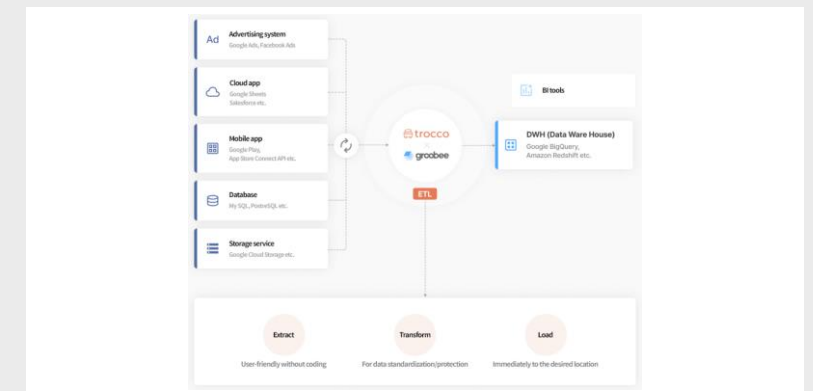 Ad
Advertising system
Google Ads, Facebook Ads
Cloud app
Google Sheets
Salesforce etc.
Mobile app
Google Play,
App Store Connect API etc.
Database
My SQL, PostgreSQL etc.
Storage service
Google Cloud Storage etc.
trocco
×
groobee
ETL
BI tools
DWH (Data Ware House)
Google BigQuery,
Amazon Redshift etc.
Extract
User-friendly without coding
Transform
For data standardization/protection
Load
Immediately to the desired location